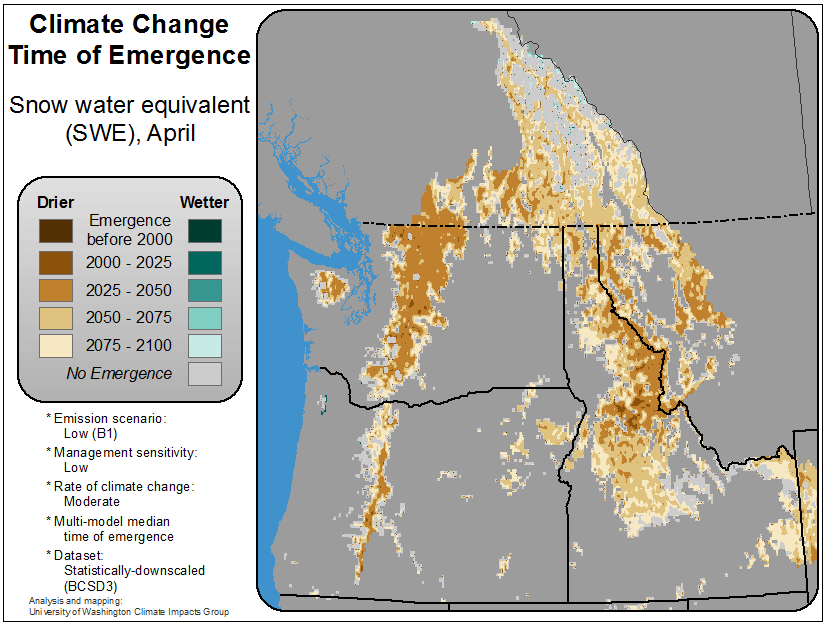 Climate Change
Time of Emergence
Snow water equivalent
(SWE), April
Drier
Wetter
Emergence
before 2000
2000 - 2025
2025 - 2050
2050 - 2075
2075 - 2100
No Emergence
* Emission scenario:
Low (B1)
* Management sensitivity:
Low
* Rate of climate change:
Moderate
* Multi-model median
time of emergence
* Dataset:
Statistically-downscaled
(BCSD3)
Analysis and mapping:
University of Washington Climate Impacts Group